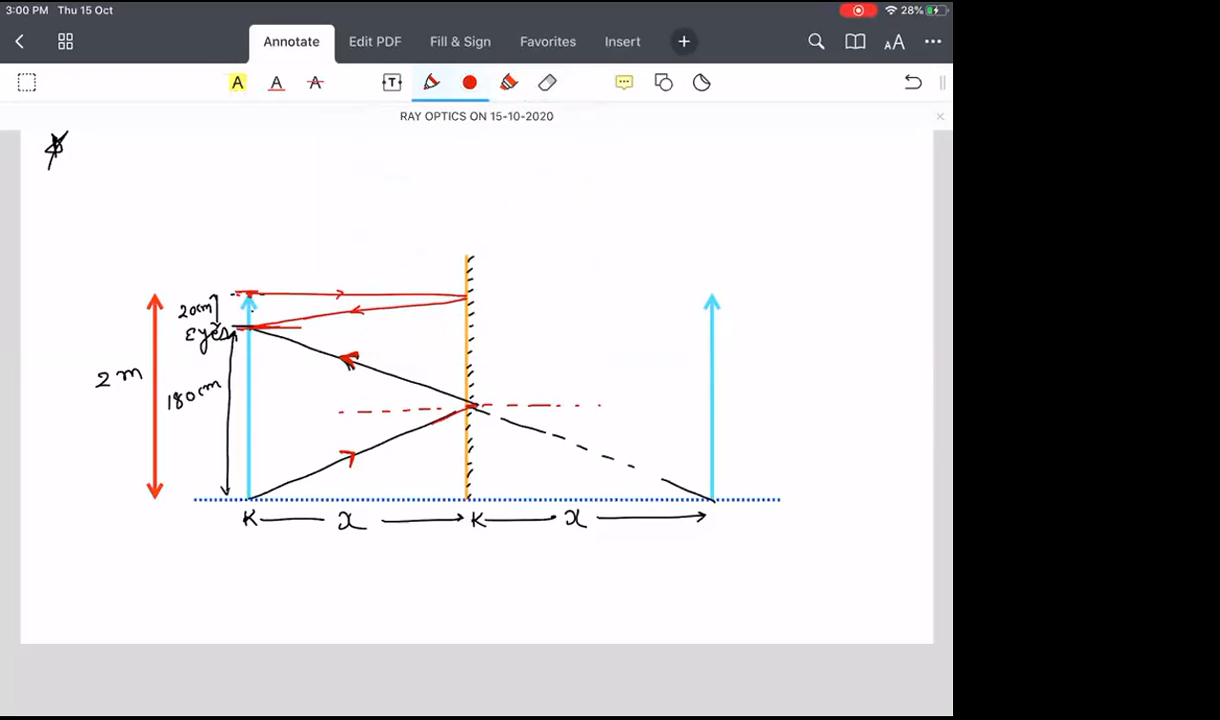 3:00 PM Thu 15 Oct
28%
Annotate Edit PDF Fill & Sign Favorites Insert + AA ...
A A A T
RAY OPTICS ON 15-10-2020 ×
20cm
Eyes
2 m
180cm
x x